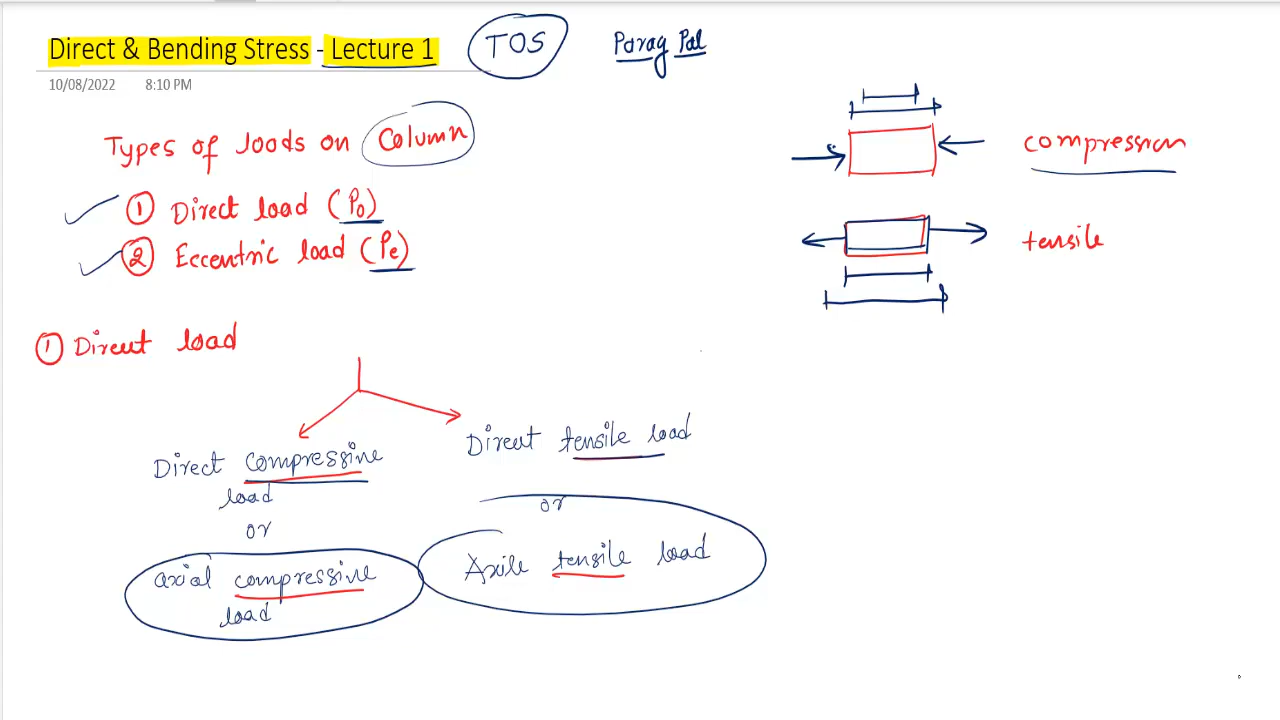 Direct & Bending Stress - Lecture 1 TOS Parag Pal
10/08/2022 8:10 PM
Types of loads on Column
① Direct load (P0)
② Eccentric load (Pe)
compression
tensile
① Direct load
Direct compressive
load
or
axial compressive
load
Direct tensile load
or
Axile tensile load